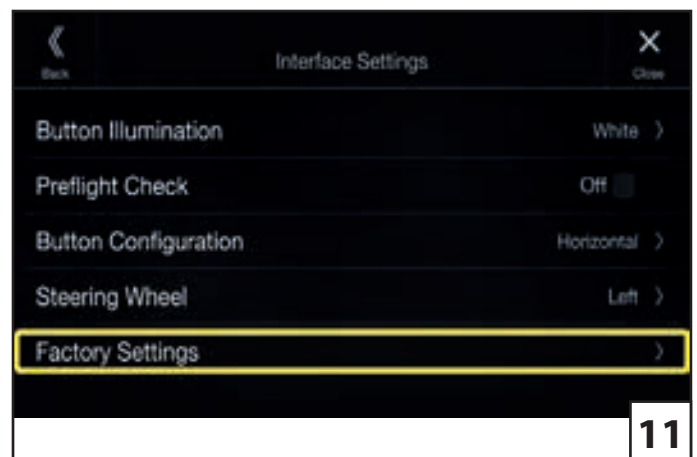 Back Interface Settings Close
Button Illumination White
Preflight Check Off
Button Configuration Horizontal
Steering Wheel Left
Factory Settings
11